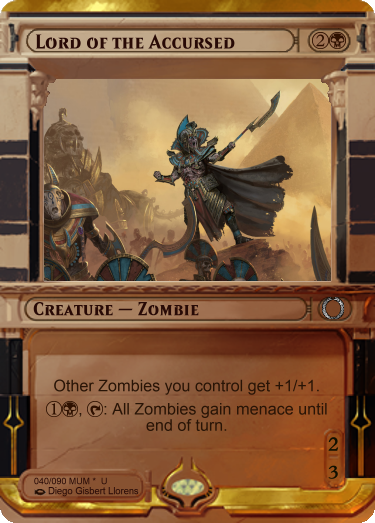 Lord of the Accursed 2
Creature — Zombie
Other Zombies you control get +1/+1.
1, : All Zombies gain menace until
end of turn.
2
3
040/090 MUM * U
Diego Gisbert Llorens